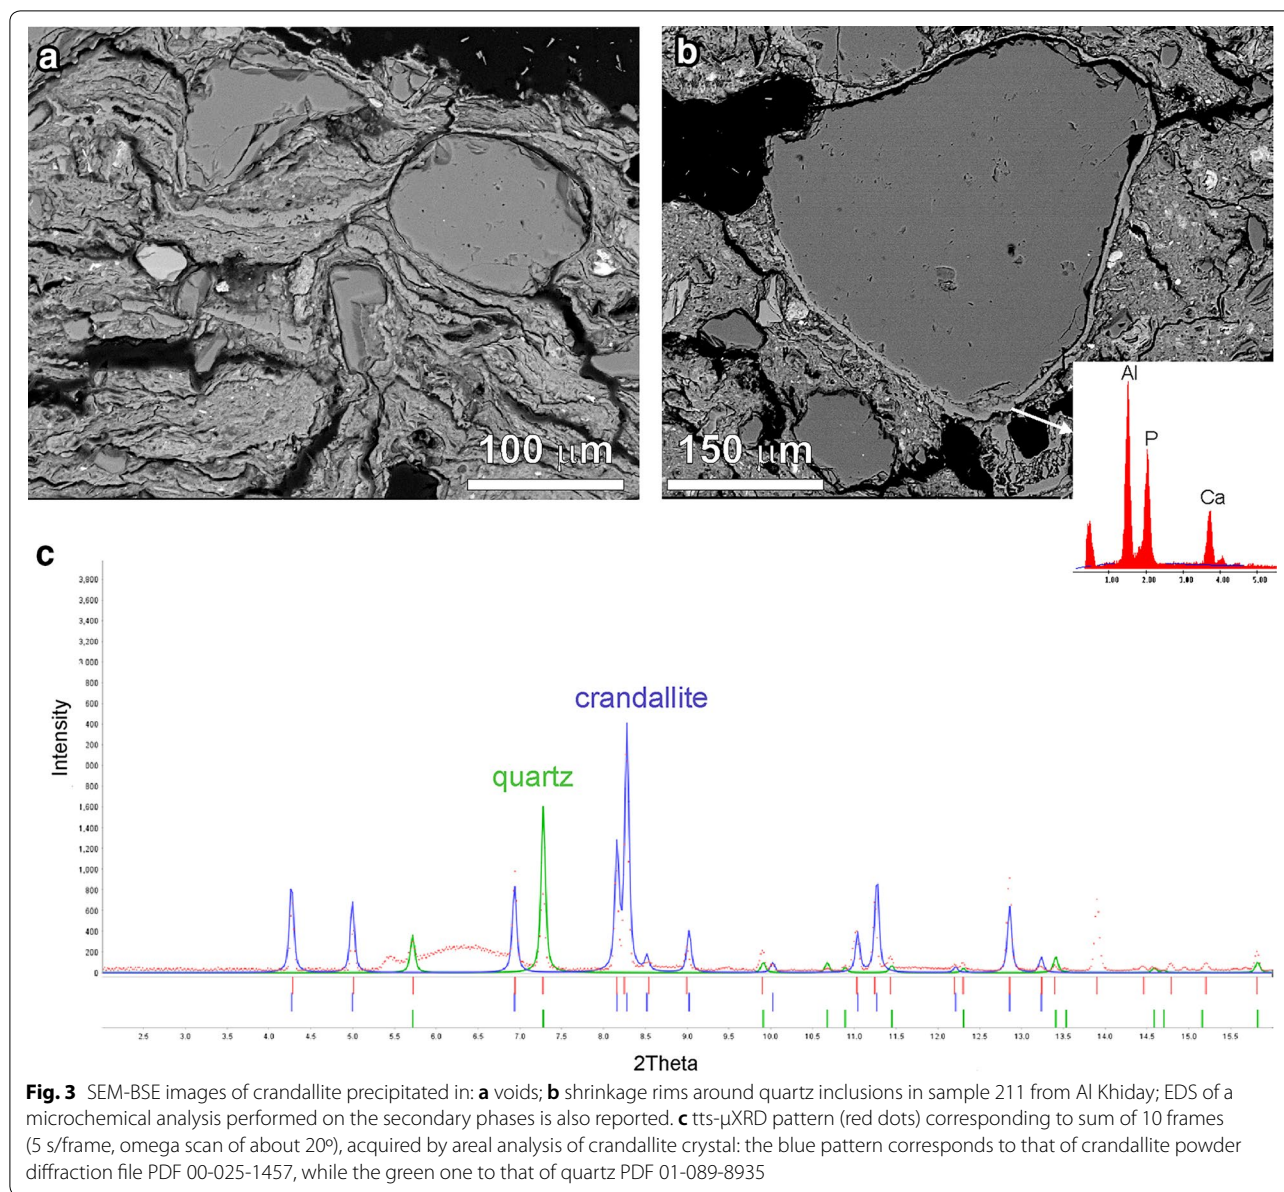 a
b
100 μm
150 μm
Al
P
Ca
1.00 2.00 3.00 4.00 5.00
c
3,800
3,600
3,400
3,200
3 000
800
600
400
200
000
800
1,600
1,400
1,200
1,000
800
600
400
200
0
Intensity
crandallite
quartz
2.5 3.0 3.5 4.0 4.5 5.0 5.5 6.0 6.5 7.0 7.5 8.0 8.5 9.0 9.5 10.0 10.5 11.0 11.5 12.0 12.5 13.0 13.5 14.0 14.5 15.0 15.5
2Theta
Fig. 3 SEM-BSE images of crandallite precipitated in: a voids; b shrinkage rims around quartz inclusions in sample 211 from Al Khiday; EDS of a
microchemical analysis performed on the secondary phases is also reported. c tts-μXRD pattern (red dots) corresponding to sum of 10 frames
(5 s/frame, omega scan of about 20º), acquired by areal analysis of crandallite crystal: the blue pattern corresponds to that of crandallite powder
diffraction file PDF 00-025-1457, while the green one to that of quartz PDF 01-089-8935